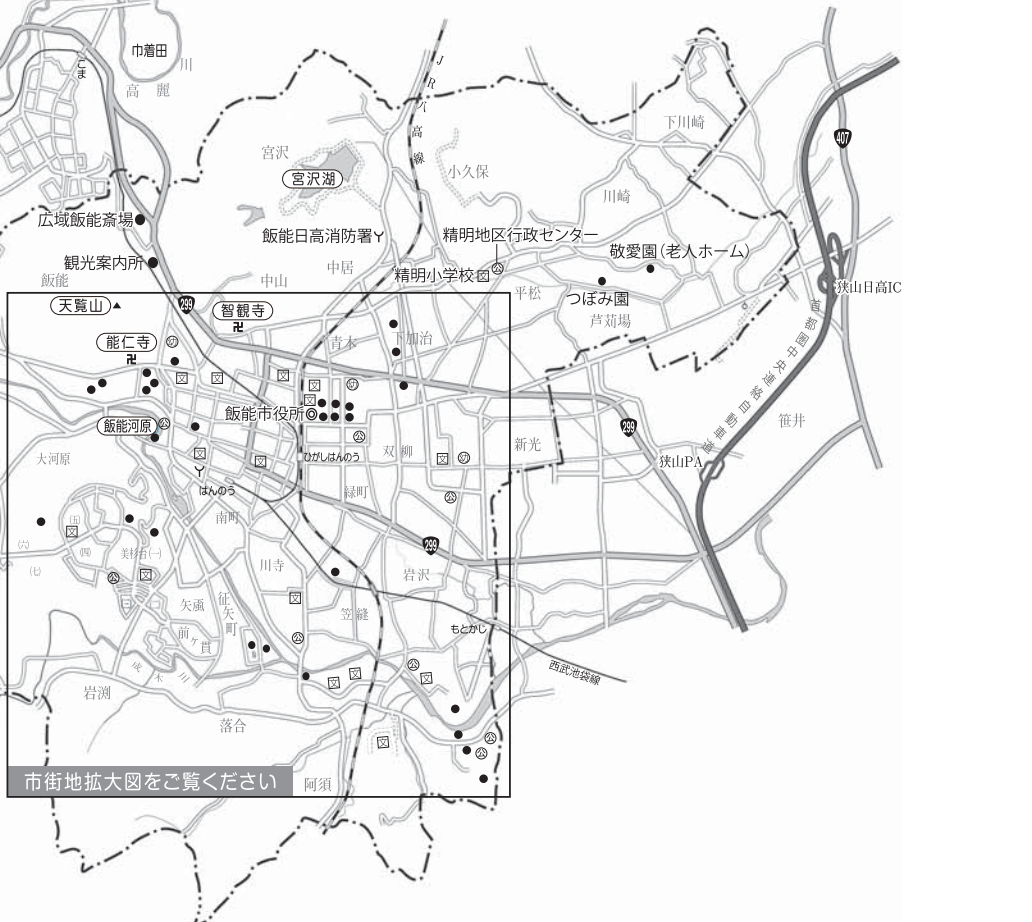 巾着田
こま
川
高麗
JR八高線
宮沢
宮沢湖
小久保
下川崎
407
川崎
広域飯能斎場
飯能日高消防署
精明地区行政センター
敬愛園(老人ホーム)
観光案内所
飯能
中山
中居
精明小学校
文
公
つぼみ園
平松
芦苅場
狭山日高IC
首都圏中央連絡自動車道
天覧山
299
智観寺
能仁寺
青木
下加治
飯能市役所
飯能河原
公
299
笹井
大河原
ひがしはんのう
双柳
新光
狭山PA
はんのう
緑町
南町
(五)
(六)
(四)
(七)
美杉台(一)
299
川寺
岩沢
矢颪
征矢町
笠縫
もとかじ
前ヶ貫
成木川
西武池袋線
岩渕
落合
阿須
市街地拡大図をご覧ください